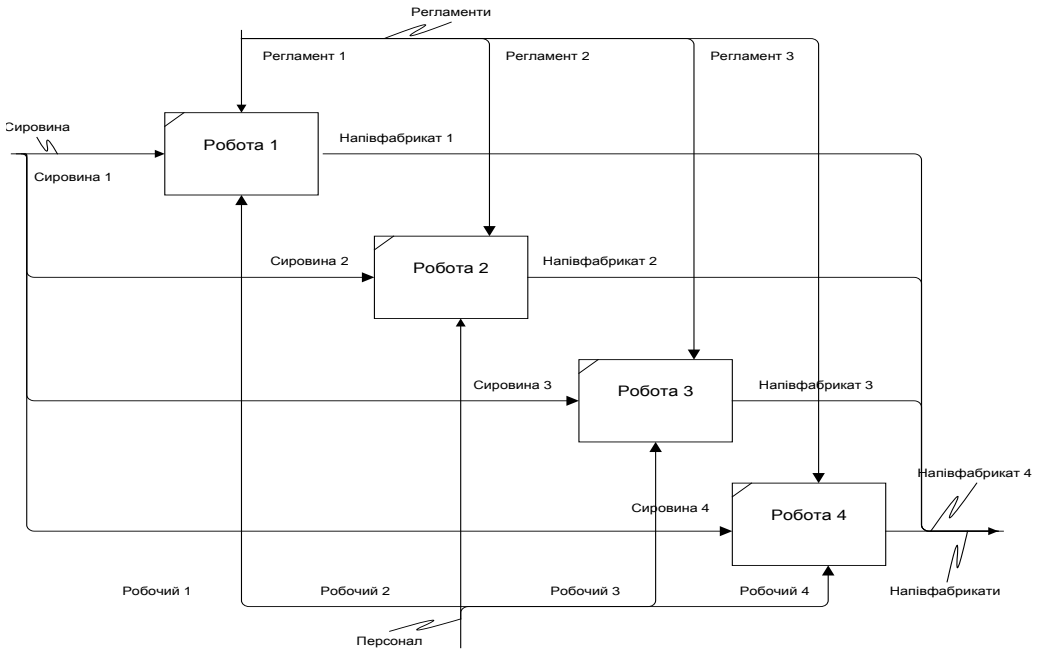 Регламенти
Регламент 1
Регламент 2
Регламент 3
Сировина
Робота 1
Напівфабрикат 1
Сировина 1
Сировина 2
Робота 2
Напівфабрикат 2
Сировина 3
Робота 3
Напівфабрикат 3
Напівфабрикат 4
Сировина 4
Робота 4
Робочий 1
Робочий 2
Робочий 3
Робочий 4
Напівфабрикати
Персонал